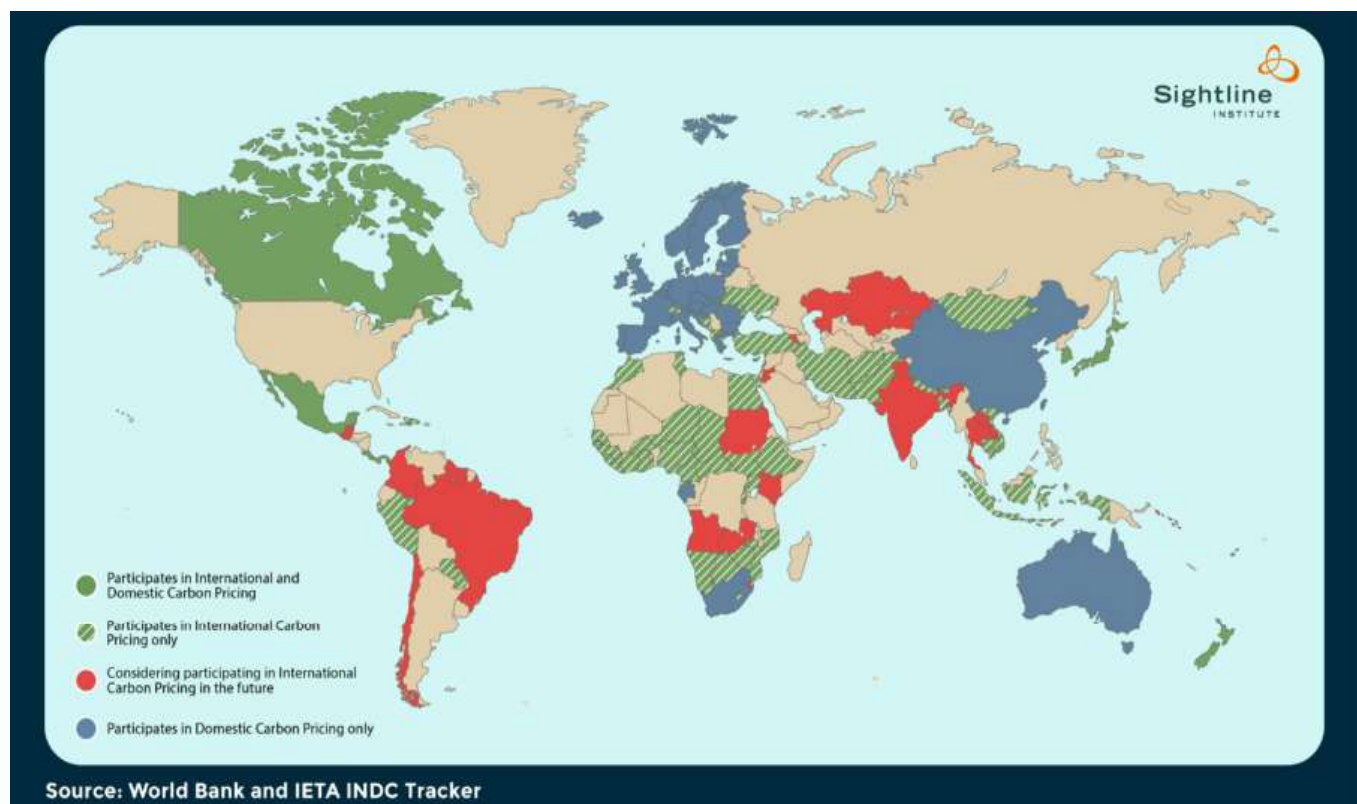 Sightline
INSTITUTE
Participates in International and
Domestic Carbon Pricing
Participates in International Carbon
Pricing only
Considering participating in International
Carbon Pricing in the future
Participates in Domestic Carbon Pricing only
Source: World Bank and IETA INDC Tracker